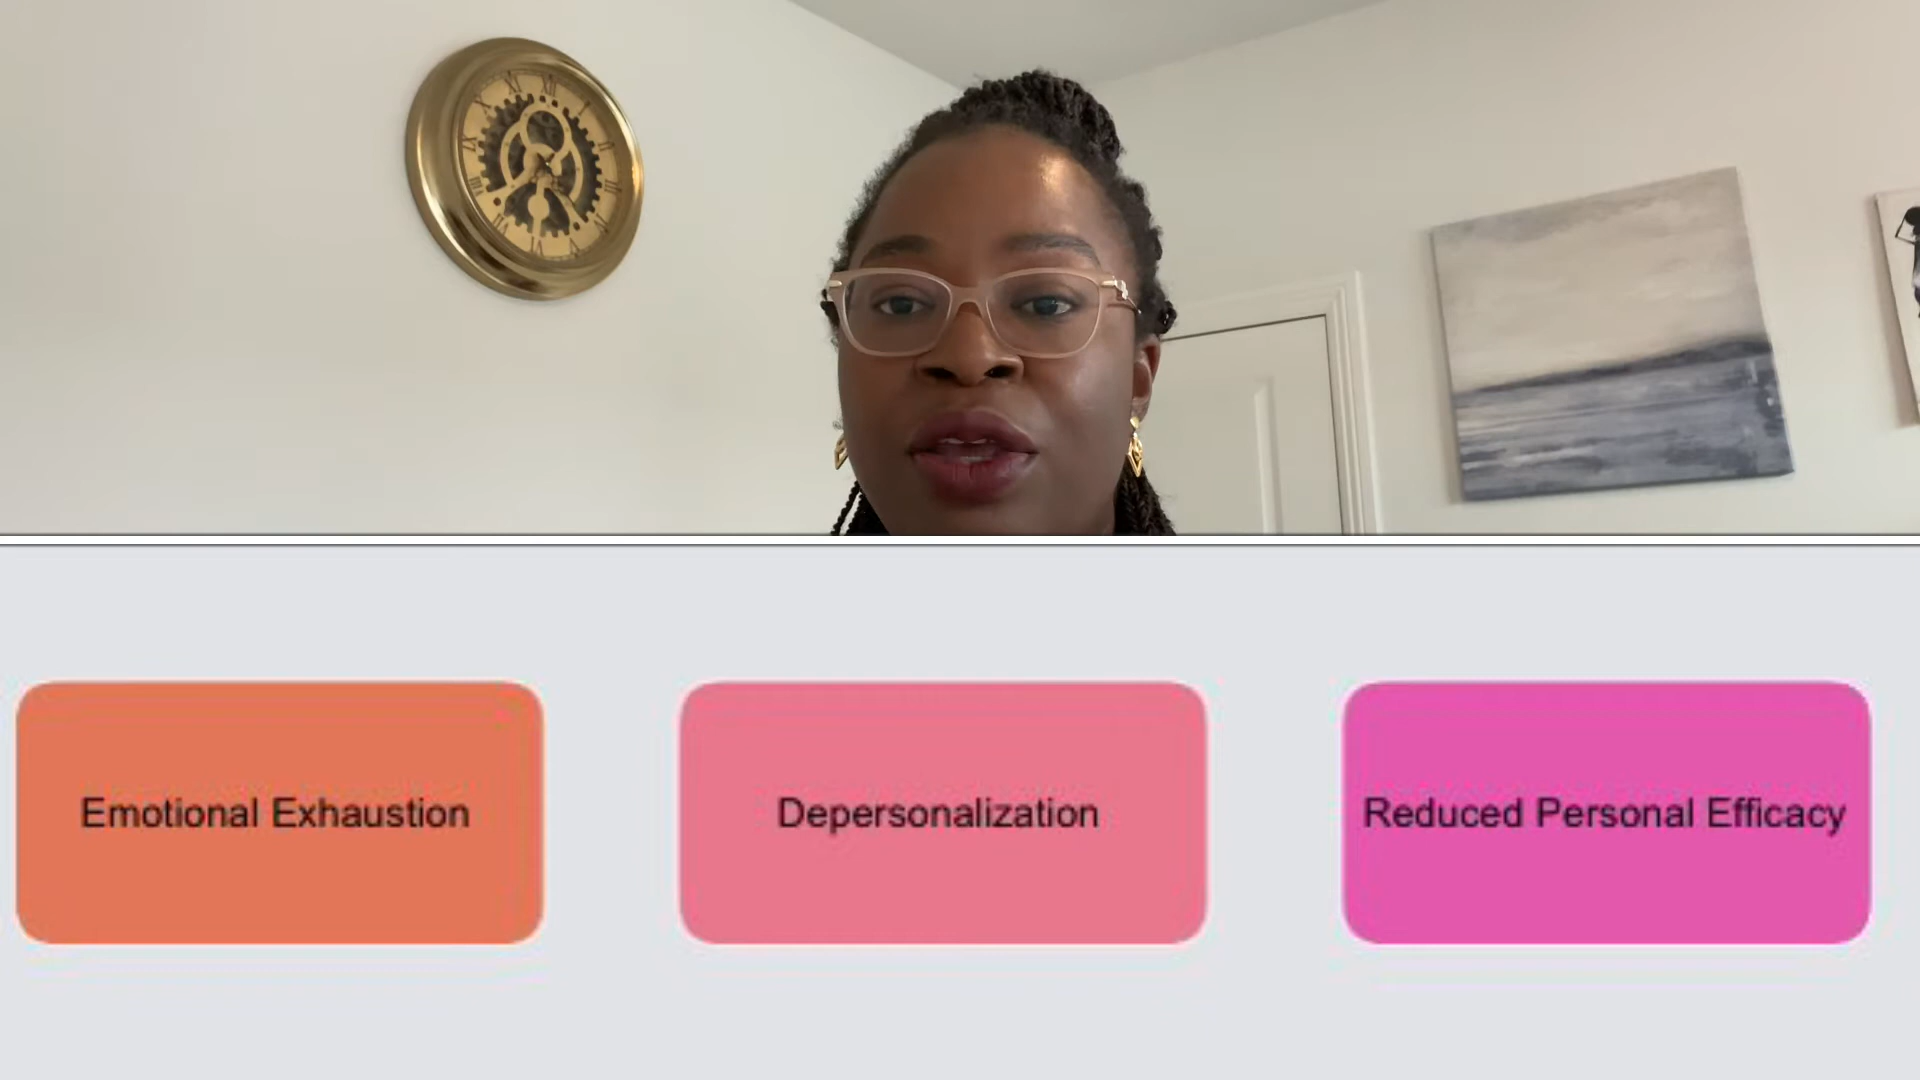 Emotional Exhaustion
Depersonalization
Reduced Personal Efficacy